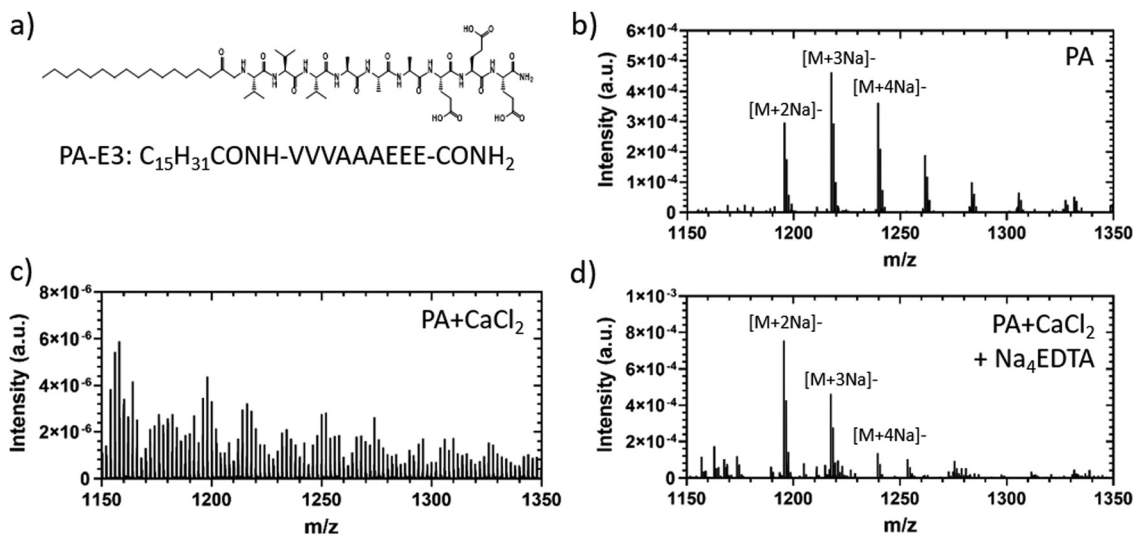 a)
O
O
O
O
O
HO
O
O
H
N
N
H
H
N
N
H
H
N
N
H
H
N
N
H
H
N
NH₂
O
O
O
O
HO
O
HO
O
PA-E3: C₁₅H₃₁CONH-VVVAAAEEE-CONH₂
b)
PA
[M+2Na]-
[M+3Na]-
[M+4Na]-
Intensity (a.u.)
6×10⁻⁴
5×10⁻⁴
4×10⁻⁴
3×10⁻⁴
2×10⁻⁴
1×10⁻⁴
0
1150 1200 1250 1300 1350
m/z
c)
PA+CaCl₂
Intensity (a.u.)
8×10⁻⁶
6×10⁻⁶
4×10⁻⁶
2×10⁻⁶
0
1150 1200 1250 1300 1350
m/z
d)
PA+CaCl₂
+ Na₄EDTA
[M+2Na]-
[M+3Na]-
[M+4Na]-
Intensity (a.u.)
1×10⁻³
8×10⁻⁴
6×10⁻⁴
4×10⁻⁴
2×10⁻⁴
0
1150 1200 1250 1300 1350
m/z